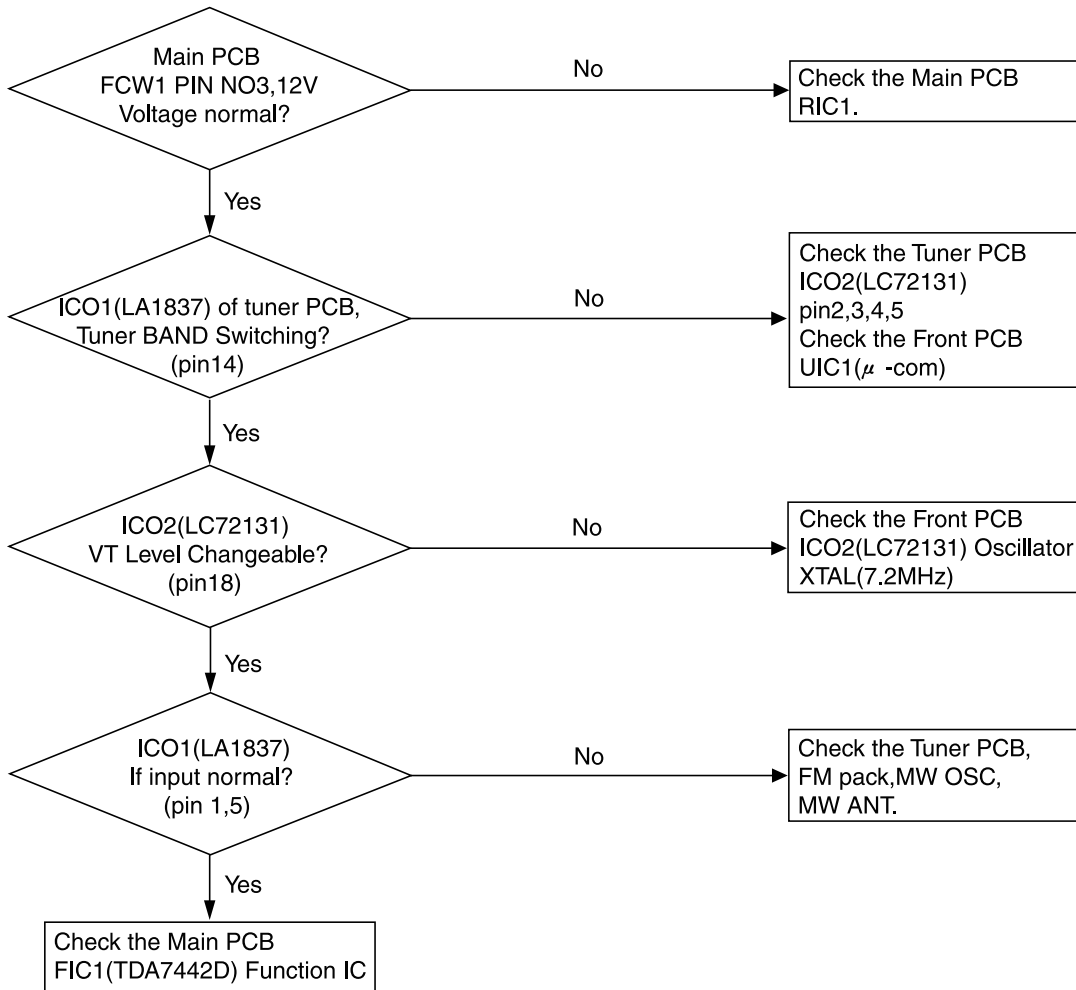 Main PCB
FCW1 PIN NO3,12V
Voltage normal?
No
Check the Main PCB
RIC1.
Yes
ICO1(LA1837) of tuner PCB,
Tuner BAND Switching?
(pin14)
No
Check the Tuner PCB
ICO2(LC72131)
pin2,3,4,5
Check the Front PCB
UIC1(μ -com)
Yes
ICO2(LC72131)
VT Level Changeable?
(pin18)
No
Check the Front PCB
ICO2(LC72131) Oscillator
XTAL(7.2MHz)
Yes
ICO1(LA1837)
If input normal?
(pin 1,5)
No
Check the Tuner PCB,
FM pack,MW OSC,
MW ANT.
Yes
Check the Main PCB
FIC1(TDA7442D) Function IC